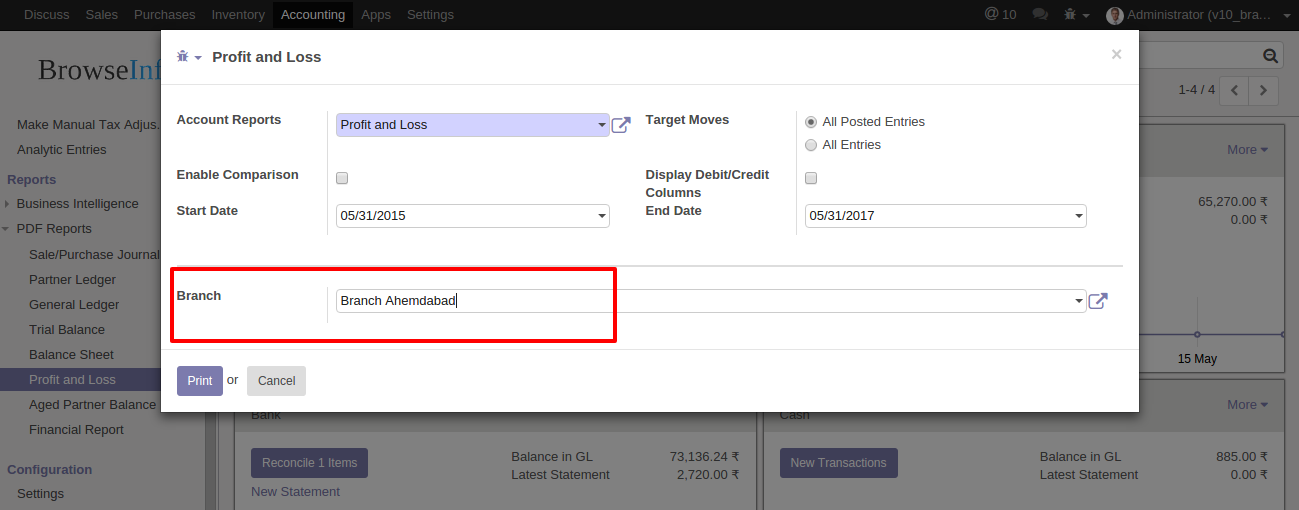 Discuss Sales Purchases Inventory Accounting Apps Settings @ 10 Administrator (v10_bra...
BrowseInf
Profit and Loss ×
1-4 / 4
Make Manual Tax Adjus..
Analytic Entries
Reports
Business Intelligence
PDF Reports
Sale/Purchase Journal
Partner Ledger
General Ledger
Trial Balance
Balance Sheet
Profit and Loss
Aged Partner Balance
Financial Report
Configuration
Settings
Account Reports Profit and Loss Target Moves All Posted Entries
All Entries
Enable Comparison Display Debit/Credit
Columns
Start Date 05/31/2015 End Date 05/31/2017
Branch Branch Ahemdabad
Print or Cancel
More
65,270.00 ₹
0.00 ₹
15 May
Bank Cash More
Reconcile 1 Items Balance in GL 73,136.24 ₹ New Transactions Balance in GL 885.00 ₹
Latest Statement 2,720.00 ₹ Latest Statement 0.00 ₹
New Statement